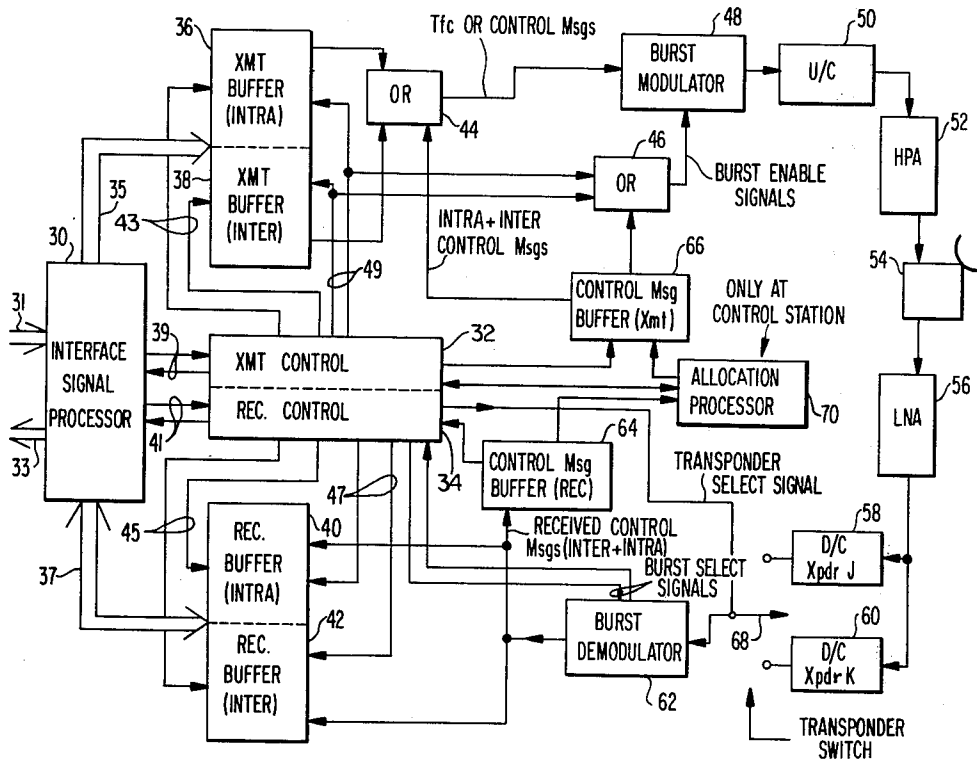 36
XMT
BUFFER
(INTRA)
38
XMT
BUFFER
(INTER)
Tfc OR CONTROL Msgs
OR
44
48
BURST
MODULATOR
50
U/C
52
HPA
46
OR
BURST ENABLE
SIGNALS
35
43
30
31
INTERFACE
SIGNAL
PROCESSOR
33
39
41
49
INTRA+INTER
CONTROL Msgs
66
CONTROL Msg
BUFFER (Xmt)
ONLY AT
CONTROL STATION
54
32
XMT CONTROL
REC. CONTROL
34
ALLOCATION
PROCESSOR
70
56
LNA
64
CONTROL Msg
BUFFER (REC)
TRANSPONDER
SELECT SIGNAL
37
45
47
40
REC.
BUFFER
(INTRA)
42
REC.
BUFFER
(INTER)
RECEIVED CONTROL
Msgs(INTER+INTRA)
BURST SELECT
SIGNALS
BURST
DEMODULATOR
62
58
D/C
Xpdr J
68
60
D/C
Xpdr K
TRANSPONDER
SWITCH